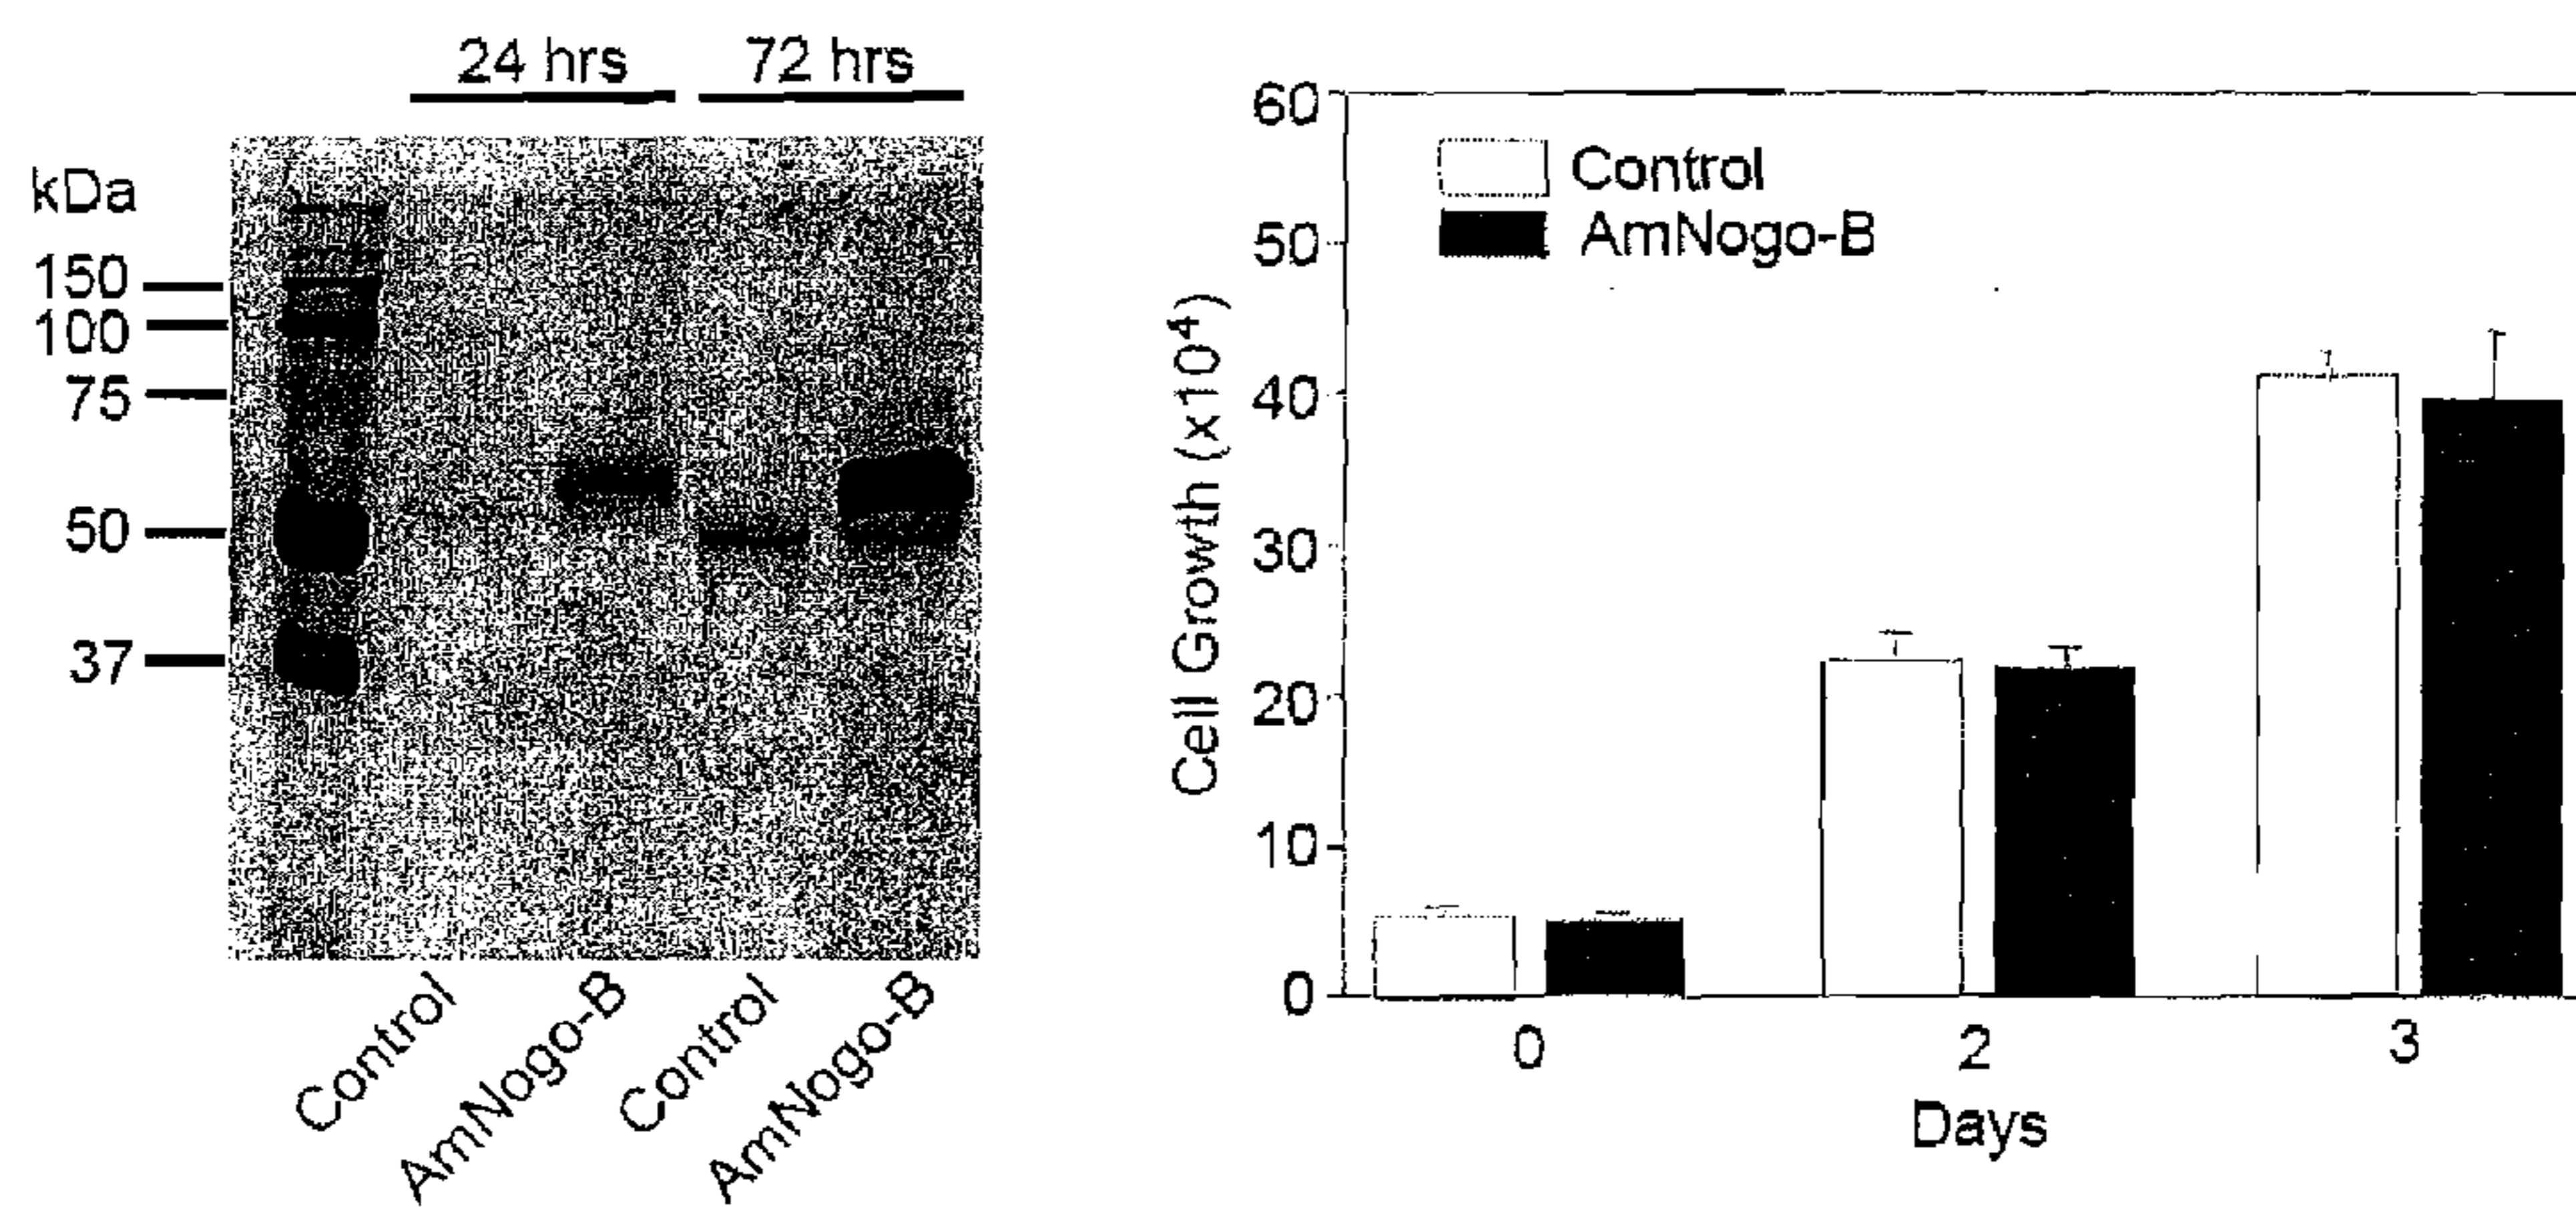 24 hrs 72 hrs
kDa
150
100
75
50
37
Control
AmNogo-B
Control
AmNogo-B
Cell Growth (x10⁴)
60
50
40
30
20
10
0
Control
AmNogo-B
0 2 3
Days